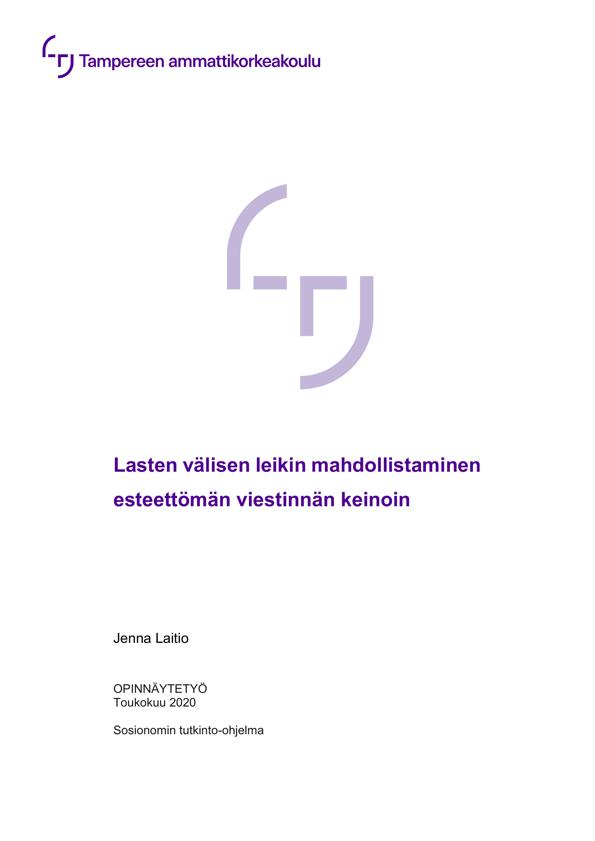 Tampereen ammattikorkeakoulu
Lasten välisen leikin mahdollistaminen
esteettömän viestinnän keinoin
Jenna Laitio
OPINNÄYTETYÖ
Toukokuu 2020
Sosionomin tutkinto-ohjelma